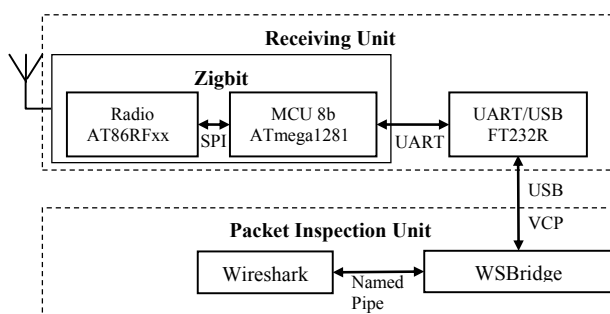 Receiving Unit
Zigbit
Radio
AT86RFxx
SPI
MCU 8b
ATmega1281
UART
UART/USB
FT232R
USB
VCP
Packet Inspection Unit
Wireshark
Named
Pipe
WSBridge